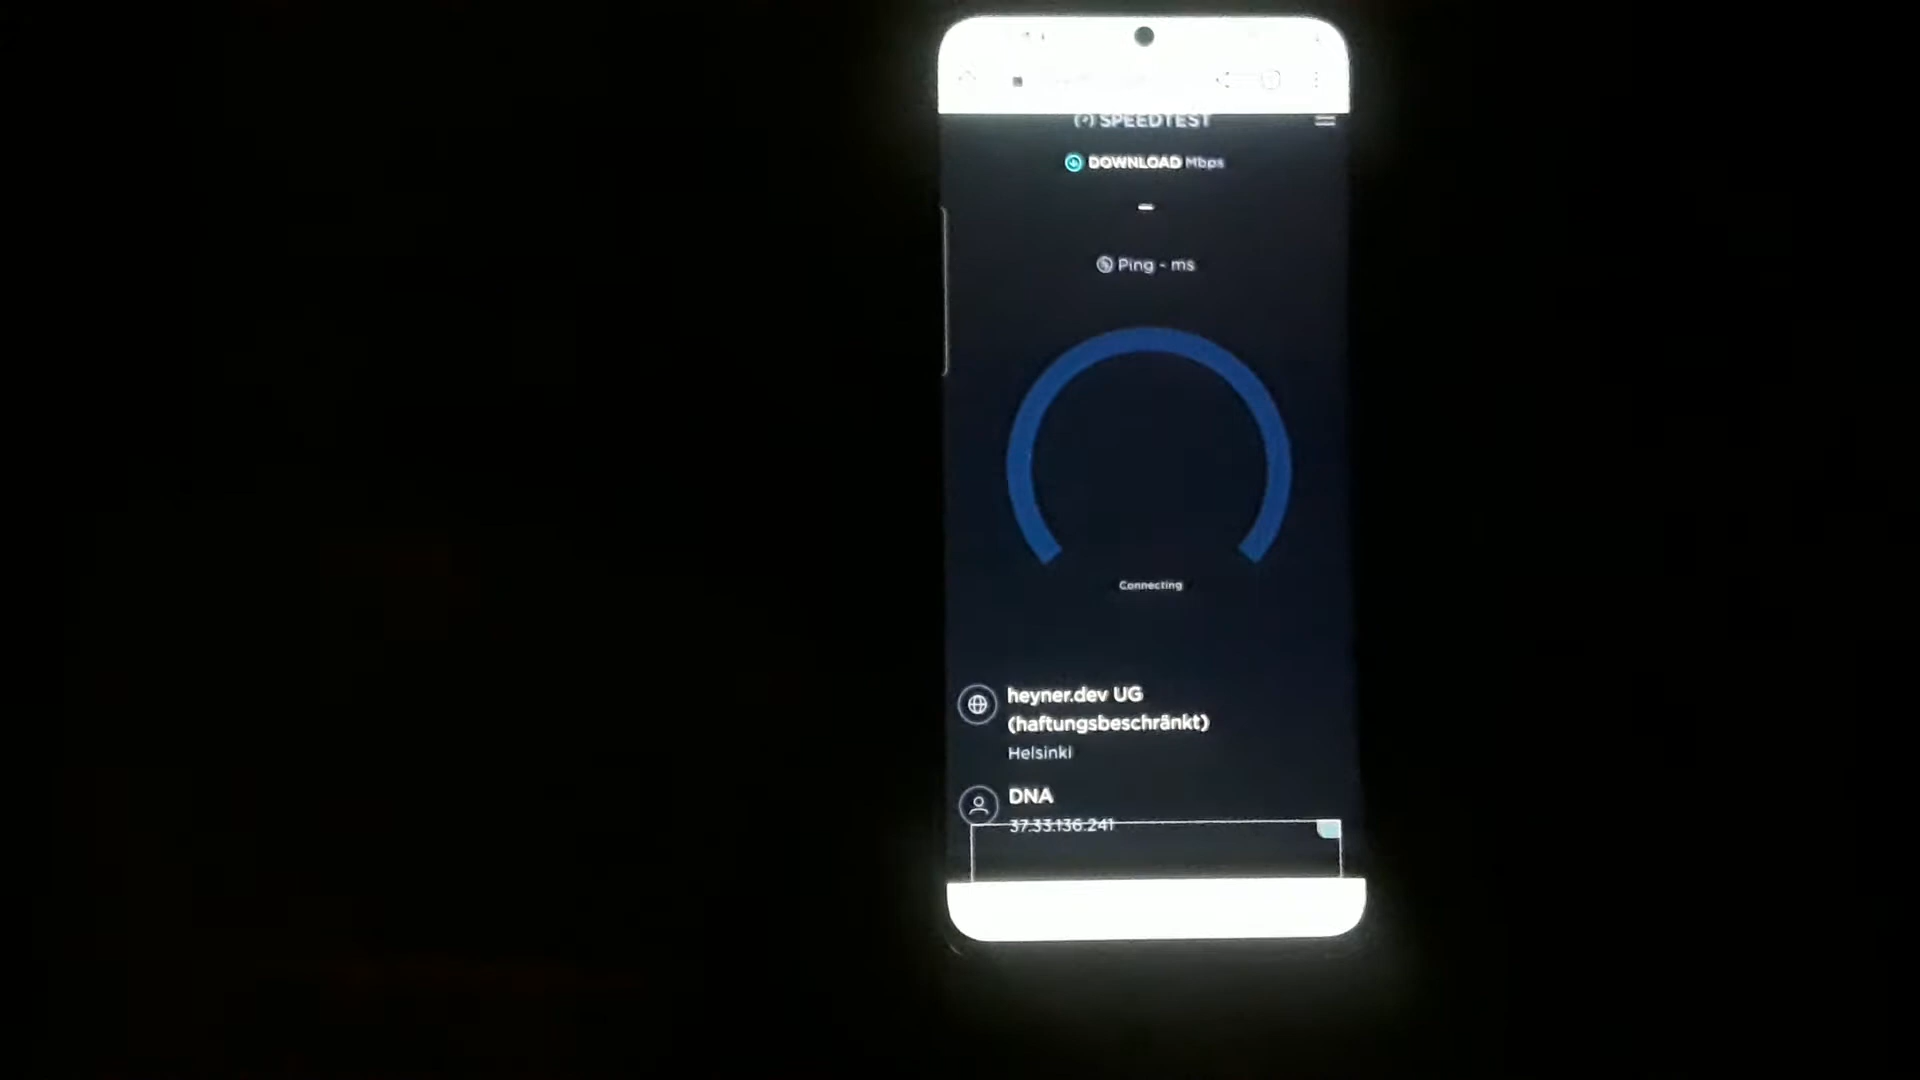 SPEEDTEST
DOWNLOAD Mbps
-
Ping - ms
Connecting
heyner.dev UG
(haftungsbeschränkt)
Helsinki
DNA
37.33.136.241